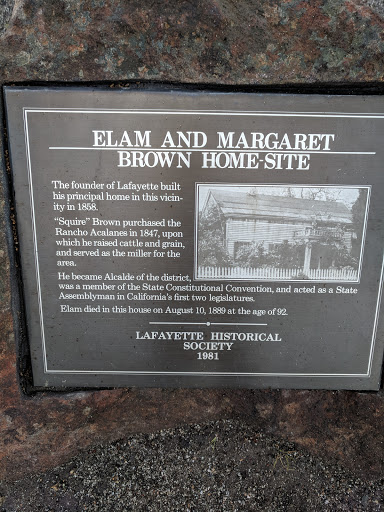 ELAM AND MARGARET
BROWN HOME-SITE
The founder of Lafayette built
his principal home in this vicin-
ity in 1858.
"Squire" Brown purchased the
Rancho Acalanes in 1847, upon
which he raised cattle and grain,
and served as the miller for the
area.
He became Alcalde of the district,
was a member of the State Constitutional Convention, and acted as a State
Assemblyman in California's first two legislatures.
Elam died in this house on August 10, 1889 at the age of 92.
LAFAYETTE HISTORICAL
SOCIETY
1981